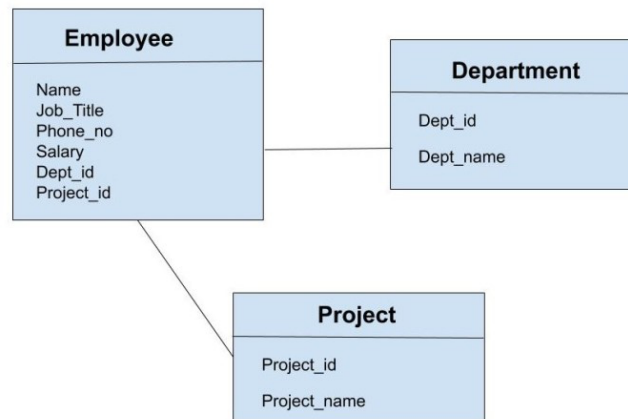 Employee
Name
Job_Title
Phone_no
Salary
Dept_id
Project_id
Department
Dept_id
Dept_name
Project
Project_id
Project_name